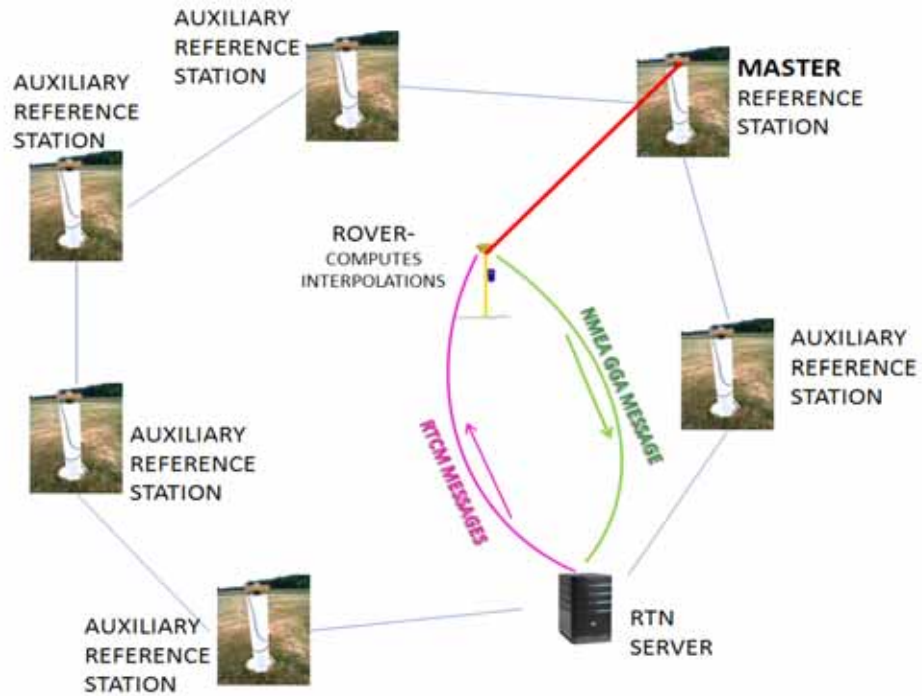 AUXILIARY
REFERENCE
STATION
AUXILIARY
REFERENCE
STATION
MASTER
REFERENCE
STATION
ROVER-
COMPUTES
INTERPOLATIONS
NMEA GGA MESSAGE
RTCM MESSAGES
AUXILIARY
REFERENCE
STATION
AUXILIARY
REFERENCE
STATION
AUXILIARY
REFERENCE
STATION
RTN
SERVER